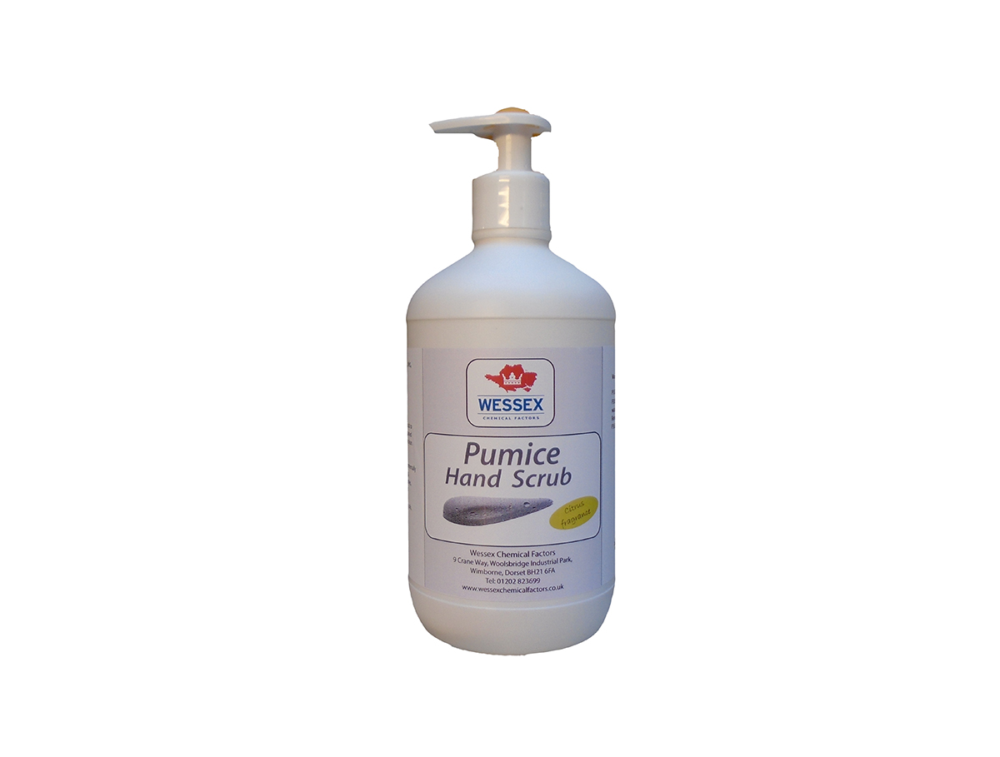 WESSEX
CHEMICAL FACTORS
Pumice
Hand Scrub
Citrus
fragrance
Wessex Chemical Factors
9 Crane Way, Woolsbridge Industrial Park,
Wimborne, Dorset BH21 6FA
Tel: 01202 823699
www.wessexchemicalfactors.co.uk